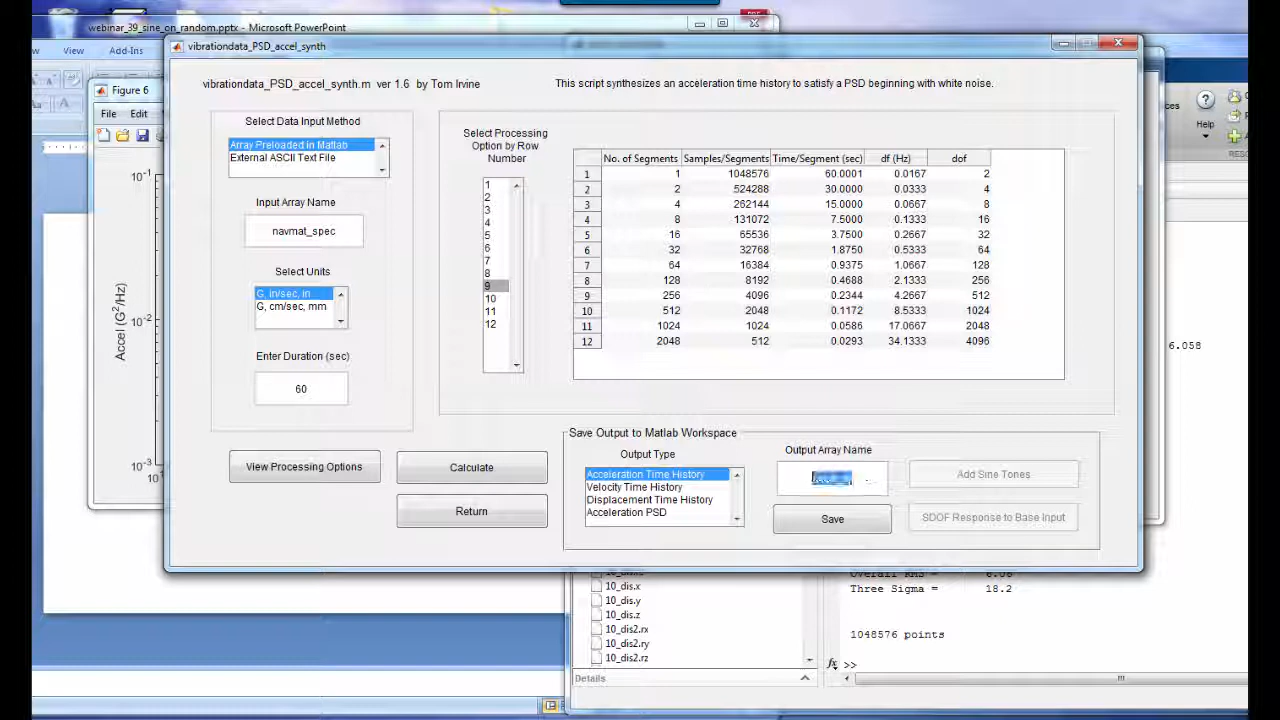 webinar_39_sine_on_random.pptx - Microsoft PowerPoint
View Add-Ins
vibrationdata_PSD_accel_synth
Figure 6
File Edit
Help
Accel (G²/Hz)
10⁻¹
10⁻²
10⁻³
vibrationdata_PSD_accel_synth.m ver 1.6 by Tom Irvine
This script synthesizes an acceleration time history to satisfy a PSD beginning with white noise.
Select Data Input Method
Array Preloaded in Matlab
External ASCII Text File
Input Array Name
navmat_spec
Select Units
G, in/sec, in
G, cm/sec, mm
Enter Duration (sec)
60
View Processing Options
Calculate
Return
Select Processing
Option by Row
Number
1
2
3
4
5
6
7
8
9
10
11
12
No. of Segments Samples/Segments Time/Segment (sec) df (Hz) dof
1 1 1048576 60.0001 0.0167 2
2 2 524288 30.0000 0.0333 4
3 4 262144 15.0000 0.0667 8
4 8 131072 7.5000 0.1333 16
5 16 65536 3.7500 0.2667 32
6 32 32768 1.8750 0.5333 64
7 64 16384 0.9375 1.0667 128
8 128 8192 0.4688 2.1333 256
9 256 4096 0.2344 4.2667 512
10 512 2048 0.1172 8.5333 1024
11 1024 1024 0.0586 17.0667 2048
12 2048 512 0.0293 34.1333 4096
Save Output to Matlab Workspace
Output Type
Acceleration Time History
Velocity Time History
Displacement Time History
Acceleration PSD
Output Array Name
Save
Add Sine Tones
SDOF Response to Base Input
6.058
10_dis.x
10_dis.y
10_dis.z
10_dis2.rx
10_dis2.ry
10_dis2.rz
Details
Overall RMS = 6.06
Three Sigma = 18.2
1048576 points
fx >>